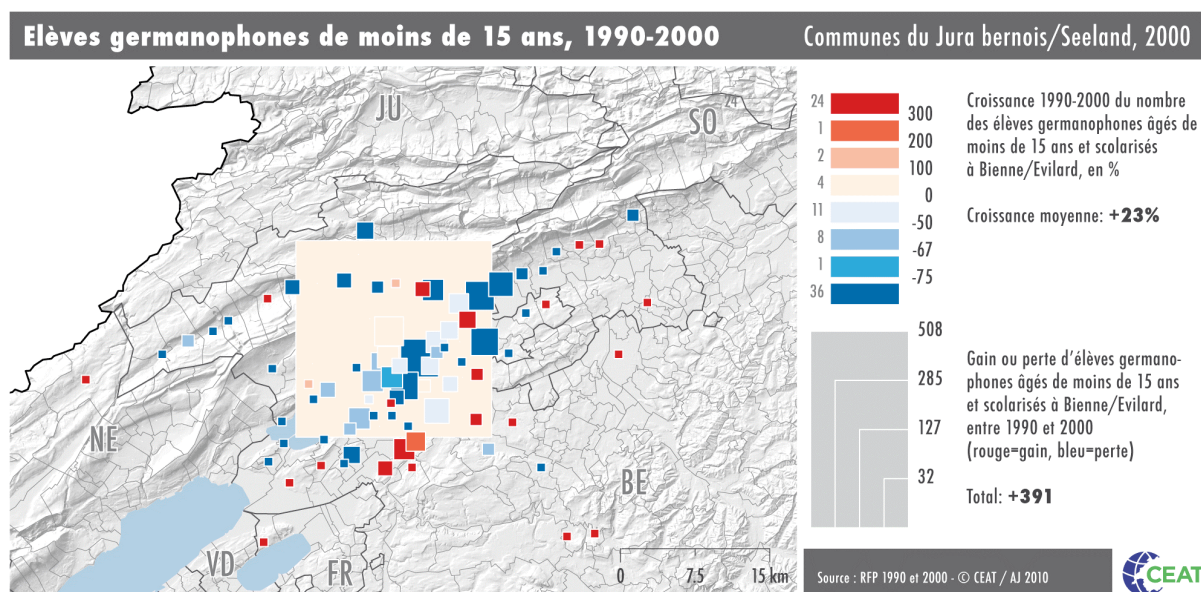 Elèves germanophones de moins de 15 ans, 1990-2000
Communes du Jura bernois/Seeland, 2000
JU
24
SO
NE
BE
VD
FR
0 7.5 15 km
24
300
1
200
2
100
4
0
11
-50
8
-67
1
-75
36
Croissance 1990-2000 du nombre
des élèves germanophones âgés de
moins de 15 ans et scolarisés
à Bienne/Evilard, en %
Croissance moyenne: +23%
508
285
127
32
Gain ou perte d'élèves germano-
phones âgés de moins de 15 ans
et scolarisés à Bienne/Evilard,
entre 1990 et 2000
(rouge=gain, bleu=perte)
Total: +391
Source : RFP 1990 et 2000 - © CEAT / AJ 2010
CEAT